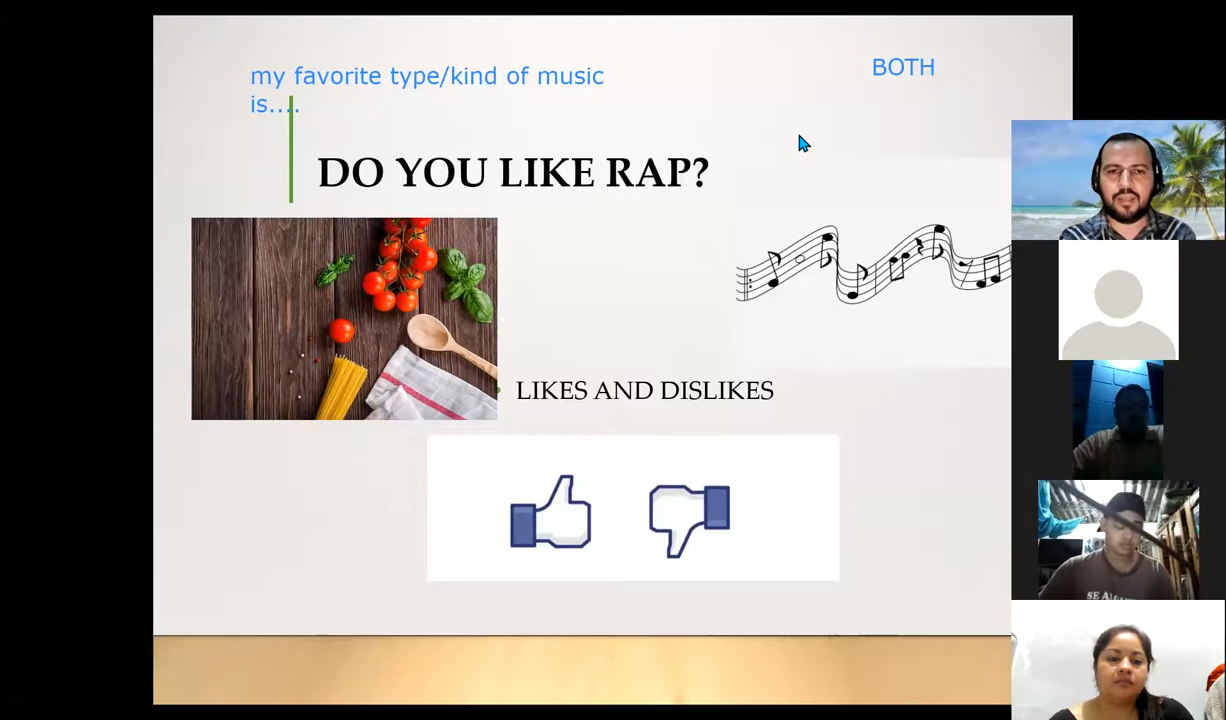 my favorite type/kind of music
is....
BOTH
DO YOU LIKE RAP?
LIKES AND DISLIKES